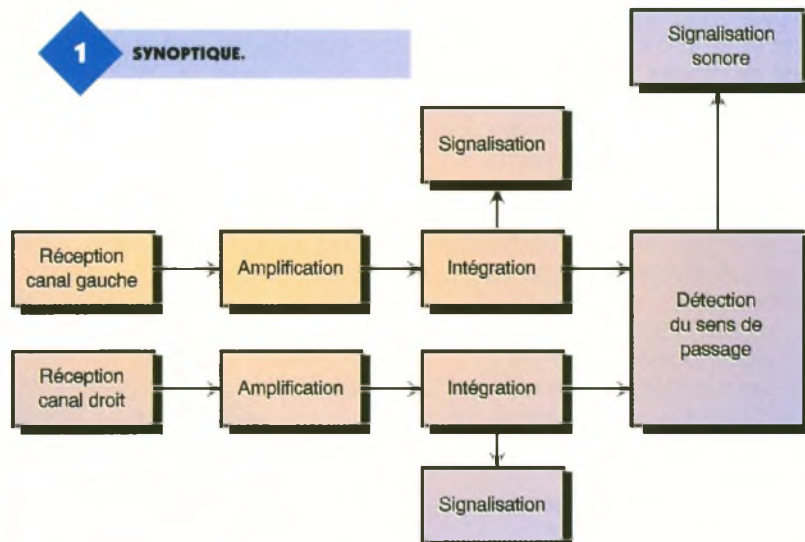 1 SYNOPTIQUE.
Signalisation
sonore
Signalisation
Réception
canal gauche
Amplification
Intégration
Détection
du sens de
passage
Réception
canal droit
Amplification
Intégration
Signalisation